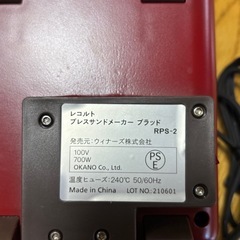 レコルト
プレスサンドメーカー プラッド
RPS-2
発売元:ウィナーズ株式会社
100V
700W
OKANO Co., Ltd.
PS
E
温度ヒューズ:240℃ 50/60Hz
Made in China LOT NO.:210601